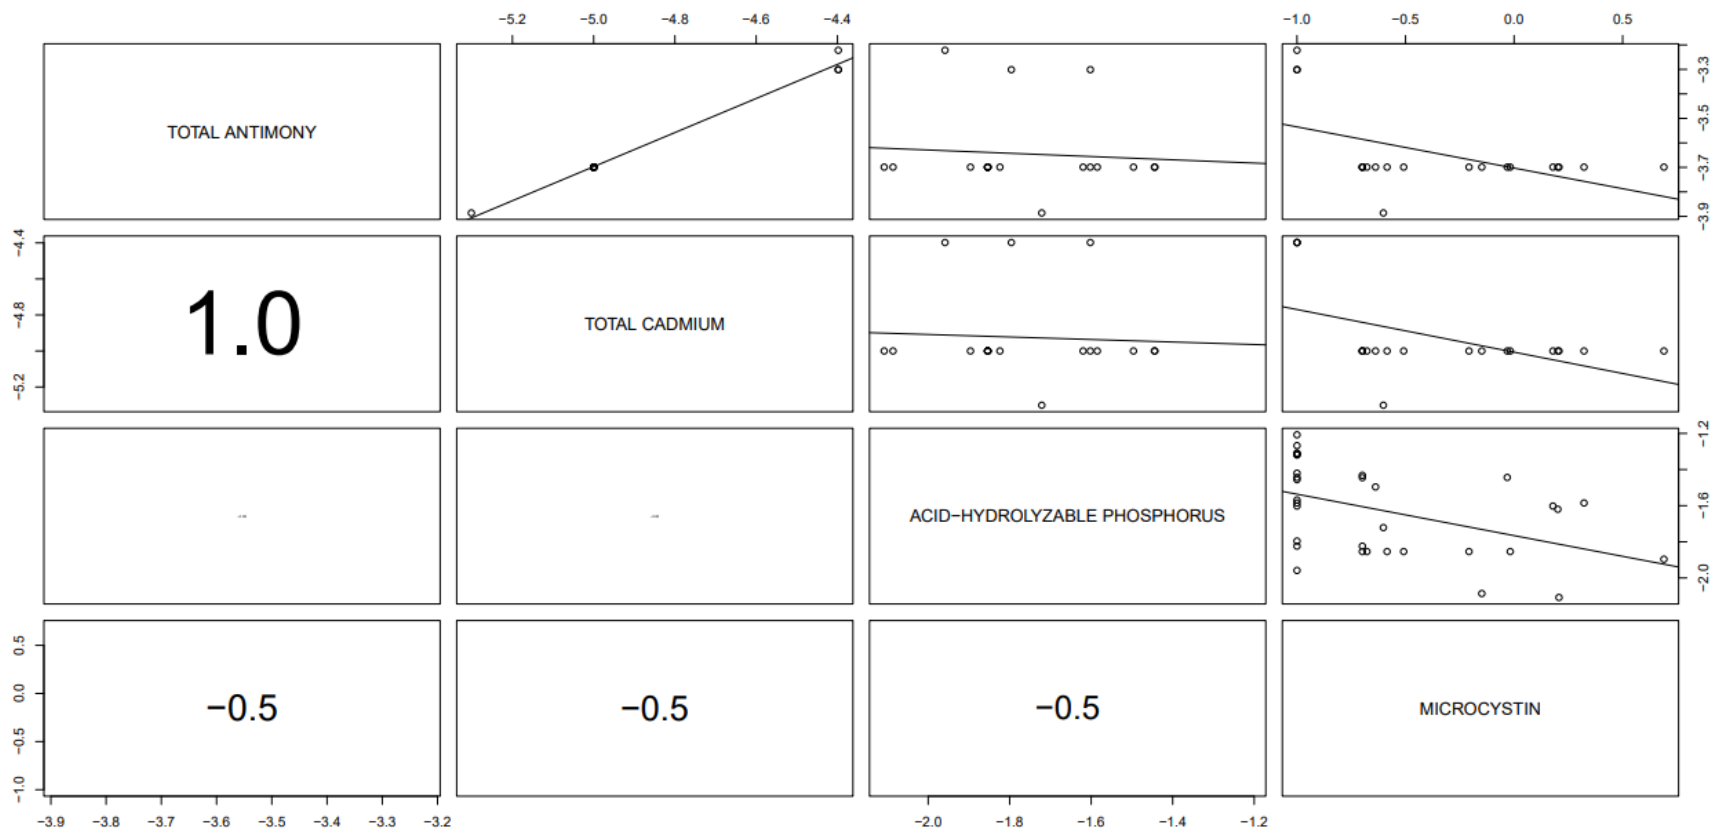 −5.2 −5.0 −4.8 −4.6 −4.4
−1.0 −0.5 0.0 0.5
TOTAL ANTIMONY
−3.3
−3.5
−3.7
−3.9
−4.4
−4.8
−5.2
1.0
TOTAL CADMIUM
ACID−HYDROLYZABLE PHOSPHORUS
−1.2
−1.6
−2.0
0.5
0.0
−0.5
−1.0
−0.5
−0.5
−0.5
MICROCYSTIN
−3.9 −3.8 −3.7 −3.6 −3.5 −3.4 −3.3 −3.2
−2.0 −1.8 −1.6 −1.4 −1.2